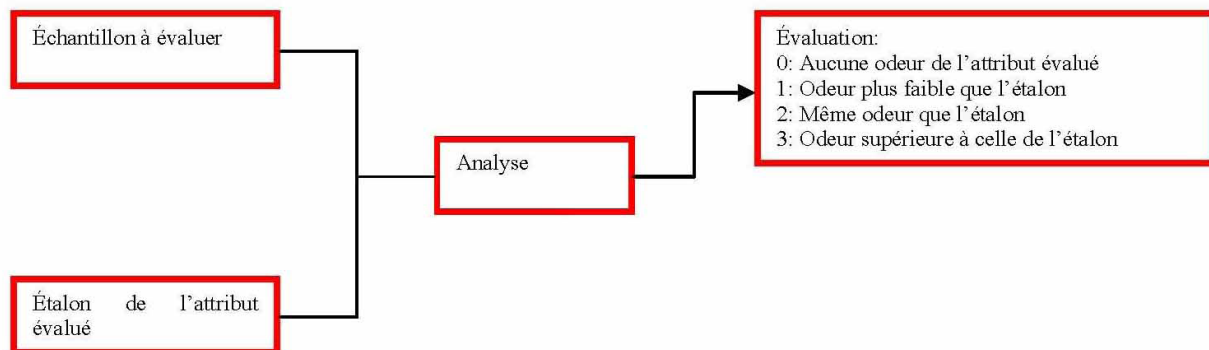 Échantillon à évaluer
Évaluation:
0: Aucune odeur de l'attribut évalué
1: Odeur plus faible que l'étalon
2: Même odeur que l'étalon
3: Odeur supérieure à celle de l'étalon
Analyse
Étalon de l'attribut
évalué